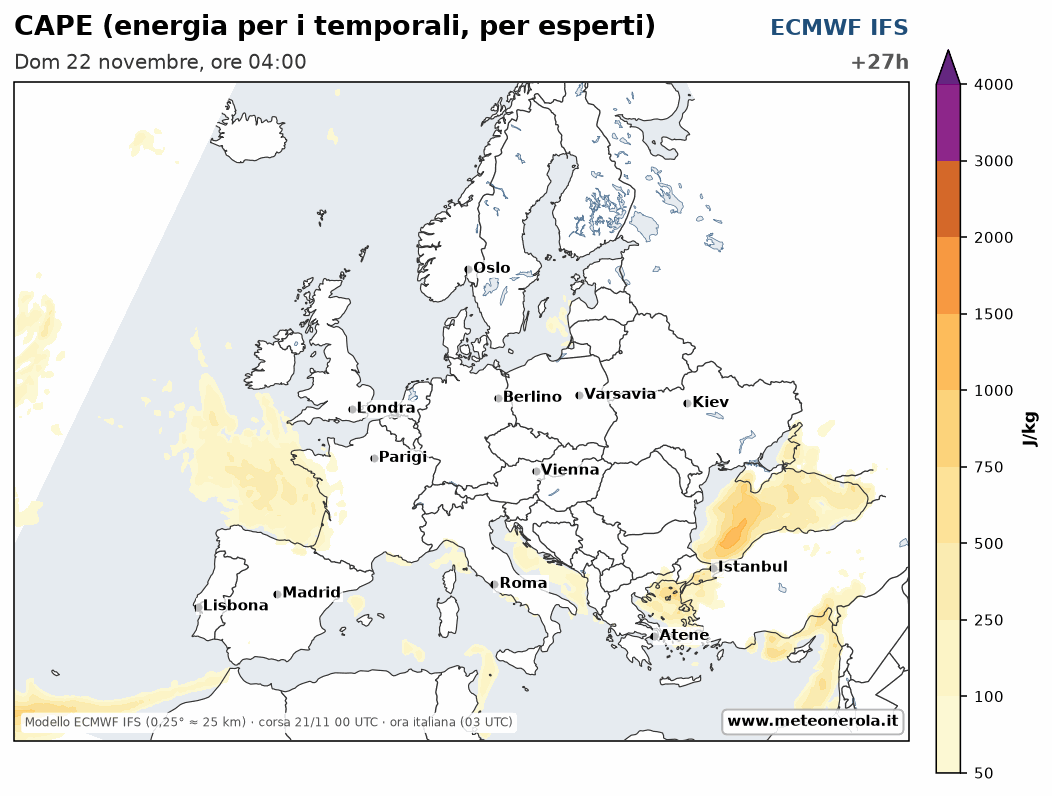 CAPE (energia per i temporali, per esperti)
ECMWF IFS
Dom 22 novembre, ore 04:00
+27h
4000
3000
2000
1500
1000
750
500
250
100
50
J/kg
Oslo
Londra
Berlino
Varsavia
Kiev
Parigi
Vienna
Istanbul
Roma
Madrid
Lisbona
Atene
Modello ECMWF IFS (0,25° ≈ 25 km) · corsa 21/11 00 UTC · ora italiana (03 UTC)
www.meteonerola.it